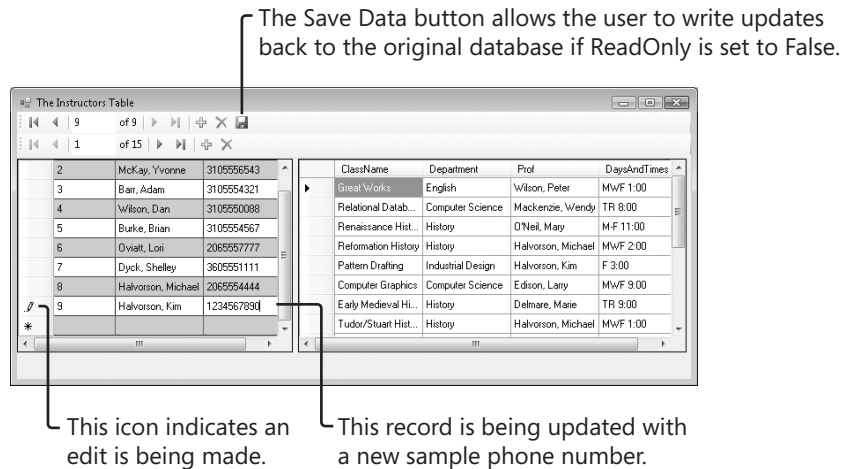 The Save Data button allows the user to write updates
back to the original database if ReadOnly is set to False.
The Instructors Table
9 of 9
1 of 15
2 McKay, Yvonne 3105556543
3 Barr, Adam 3105554321
4 Wilson, Dan 3105550088
5 Burke, Brian 3105554567
6 Oviatt, Lori 2065557777
7 Dyck, Shelley 3605551111
8 Halvorson, Michael 2065554444
9 Halvorson, Kim 1234567890
ClassName Department Prof DaysAndTimes
Great Works English Wilson, Peter MWF 1:00
Relational Datab... Computer Science Mackenzie, Wendy TR 8:00
Renaissance Hist... History O'Neil, Mary M-F 11:00
Reformation History History Halvorson, Michael MWF 2:00
Pattern Drafting Industrial Design Halvorson, Kim F 3:00
Computer Graphics Computer Science Edison, Larry MWF 9:00
Early Medieval Hi... History Delmare, Marie TR 9:00
Tudor/Stuart Hist... History Halvorson, Michael MWF 1:00
This icon indicates an
edit is being made.
This record is being updated with
a new sample phone number.